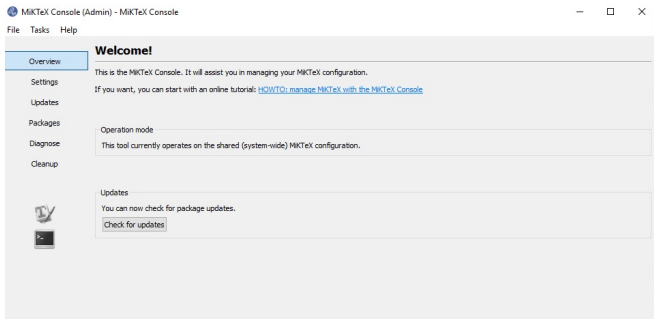 MiKTeX Console (Admin) - MiKTeX Console
File Tasks Help
Overview
Settings
Updates
Packages
Diagnose
Cleanup
Welcome!
This is the MiKTeX Console. It will assist you in managing your MiKTeX configuration.
If you want, you can start with an online tutorial: HOWTO: manage MiKTeX with the MiKTeX Console
Operation mode
This tool currently operates on the shared (system-wide) MiKTeX configuration.
Updates
You can now check for package updates.
Check for updates